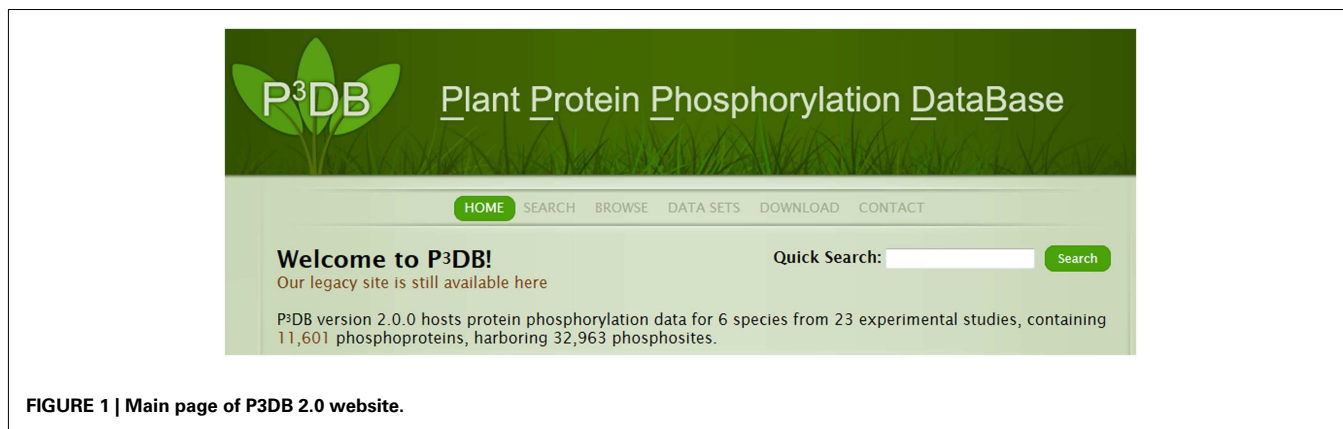 P³DB
Plant Protein Phosphorylation DataBase
HOME SEARCH BROWSE DATA SETS DOWNLOAD CONTACT
Welcome to P³DB!
Quick Search: Search
Our legacy site is still available here
P³DB version 2.0.0 hosts protein phosphorylation data for 6 species from 23 experimental studies, containing
11,601 phosphoproteins, harboring 32,963 phosphosites.
FIGURE 1 | Main page of P3DB 2.0 website.